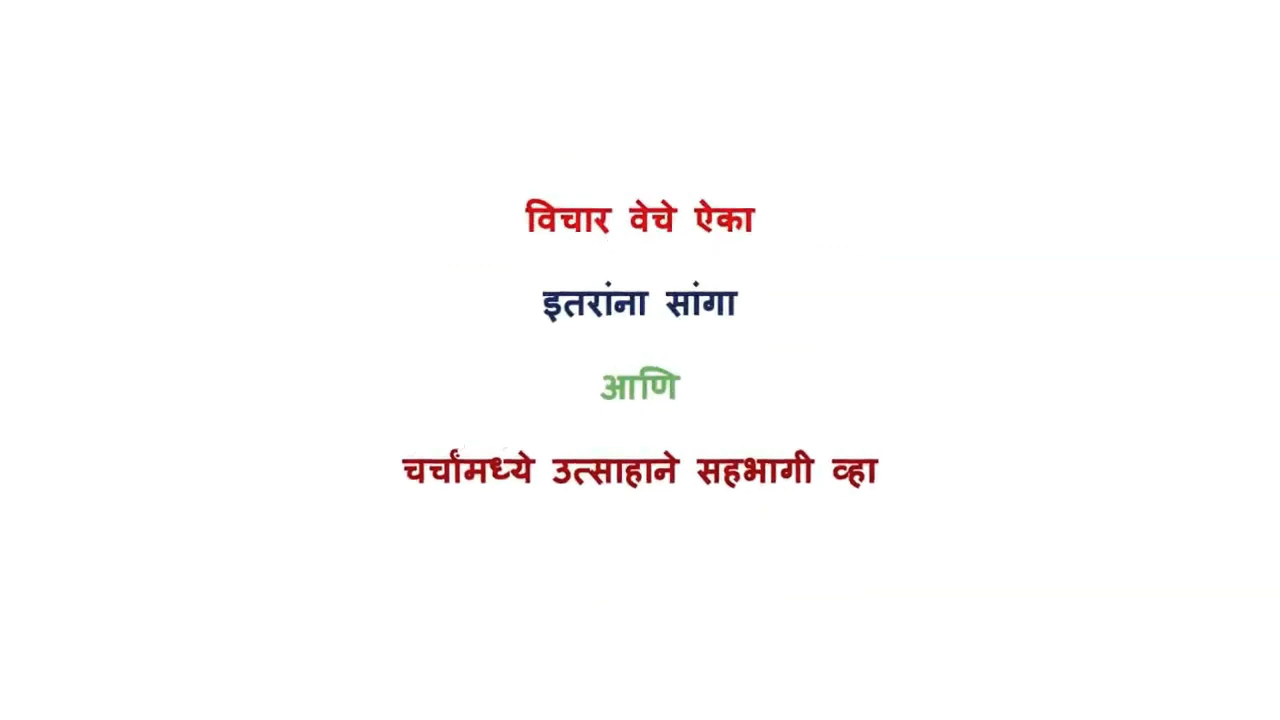 विचार वेचे ऐका
इतरांना सांगा
आणि
चर्चांमध्ये उत्साहाने सहभागी व्हा